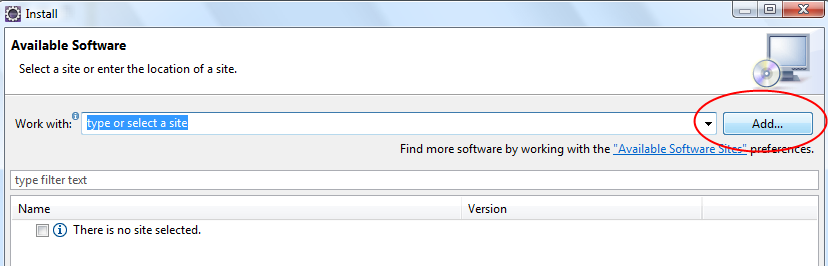 Install
Available Software
Select a site or enter the location of a site.
Work with: type or select a site Add...
Find more software by working with the "Available Software Sites" preferences.
type filter text
Name Version
There is no site selected.